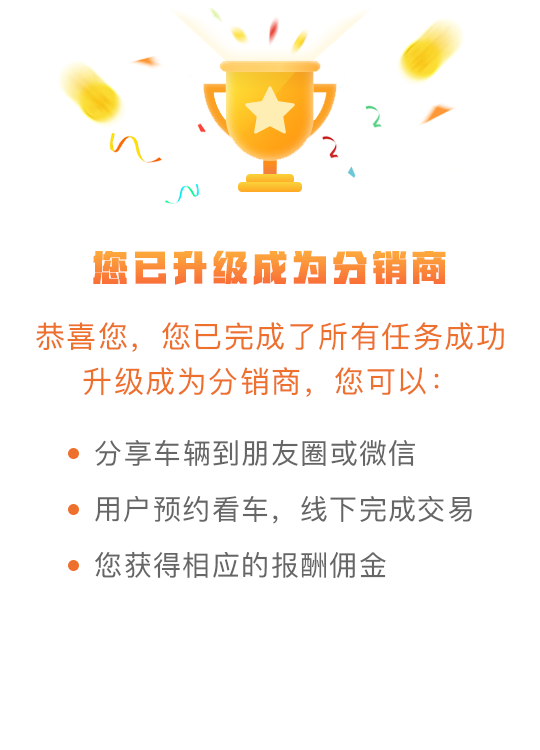 您已升级成为分销商
恭喜您，您已完成了所有任务成功
升级成为分销商，您可以：
分享车辆到朋友圈或微信
用户预约看车，线下完成交易
您获得相应的报酬佣金